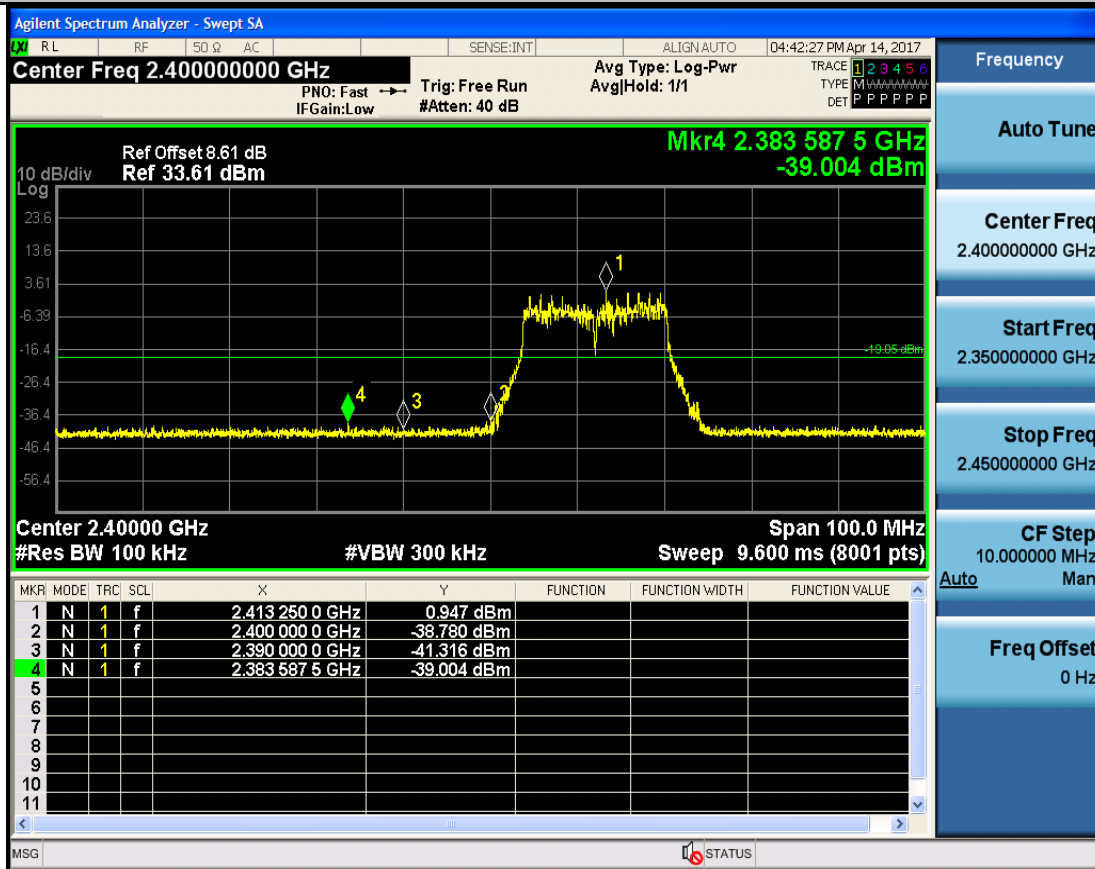 Agilent Spectrum Analyzer - Swept SA
LXI RL RF 50 Ω AC SENSE:INT ALIGN AUTO 04:42:27 PM Apr 14, 2017
Center Freq 2.400000000 GHz
PNO: Fast
IFGain:Low
Trig: Free Run
#Atten: 40 dB
Avg Type: Log-Pwr
Avg|Hold: 1/1
TRACE 1 2 3 4 5 6
TYPE M W W W W W
DET P P P P P P
Mkr4 2.383 587 5 GHz
-39.004 dBm
Ref Offset 8.61 dB
10 dB/div Ref 33.61 dBm
Log
23.6
13.6
3.61
-6.39
-16.4
-26.4
-36.4
-46.4
-56.4
1
-19.05 dBm
4
3
2
Center 2.40000 GHz Span 100.0 MHz
#Res BW 100 kHz #VBW 300 kHz Sweep 9.600 ms (8001 pts)
MKR MODE TRC SCL X Y FUNCTION FUNCTION WIDTH FUNCTION VALUE
1 N 1 f 2.413 250 0 GHz 0.947 dBm
2 N 1 f 2.400 000 0 GHz -38.780 dBm
3 N 1 f 2.390 000 0 GHz -41.316 dBm
4 N 1 f 2.383 587 5 GHz -39.004 dBm
5
6
7
8
9
10
11
MSG STATUS
Frequency
Auto Tune
Center Freq
2.400000000 GHz
Start Freq
2.350000000 GHz
Stop Freq
2.450000000 GHz
CF Step
10.000000 MHz
Auto Man
Freq Offset
0 Hz